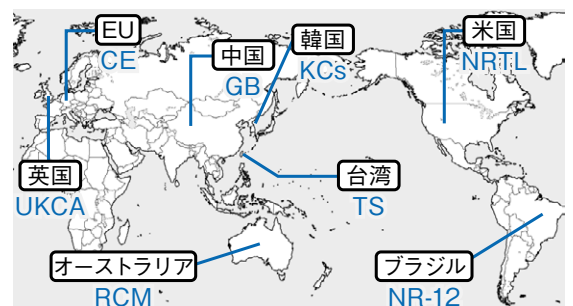 EU
CE
中国
GB
韓国
KCs
米国
NRTL
英国
UKCA
台湾
TS
オーストラリア
RCM
ブラジル
NR-12